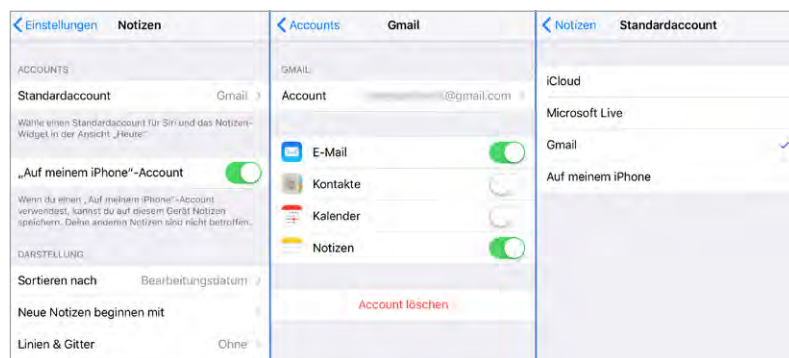 Einstellungen Notizen
ACCOUNTS
Standardaccount Gmail
Wähle einen Standardaccount für Siri und das Notizen-
Widget in der Ansicht „Heute“
„Auf meinem iPhone“-Account
Wenn du einen „Auf meinem iPhone“-Account
verwendest, kannst du auf diesem Gerät Notizen
speichern. Deine anderen Notizen sind nicht betroffen.
DARSTELLUNG
Sortieren nach Bearbeitungsdatum
Neue Notizen beginnen mit
Linien & Gitter Ohne
Accounts Gmail
GMAIL
Account @gmail.com
E-Mail
Kontakte
Kalender
Notizen
Account löschen
Notizen Standardaccount
iCloud
Microsoft Live
Gmail
Auf meinem iPhone